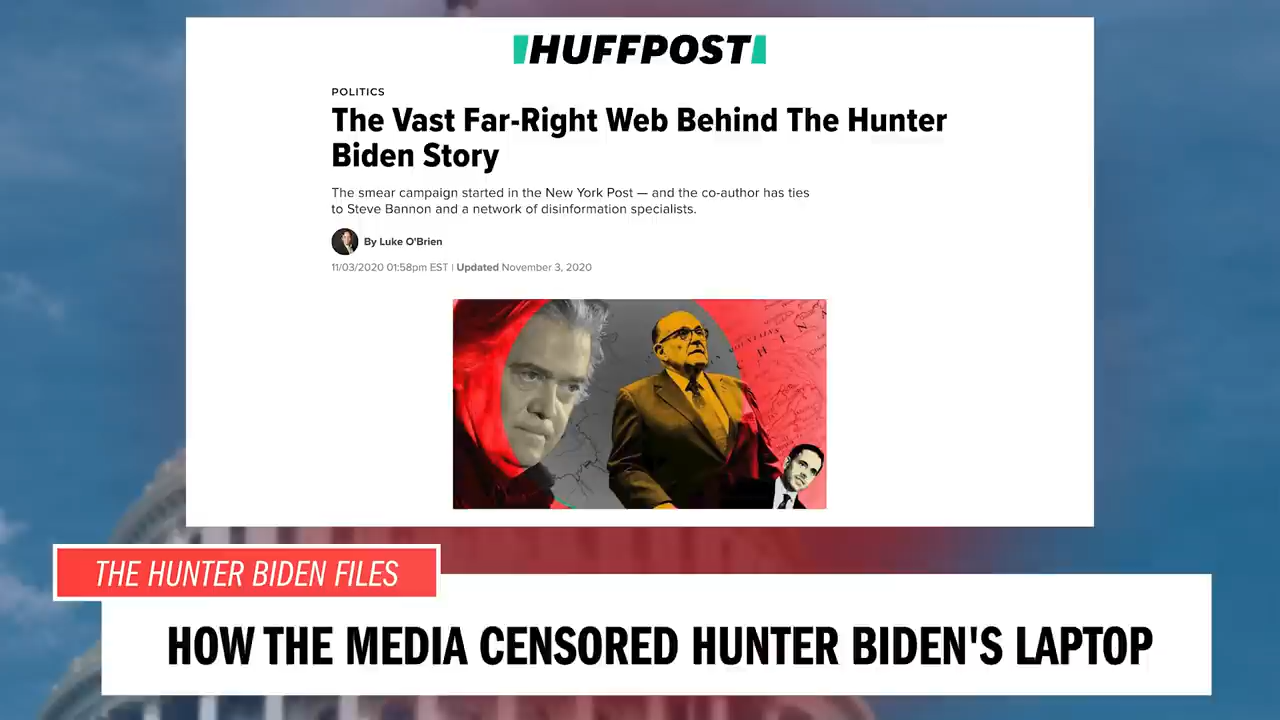 HUFFPOST
POLITICS
The Vast Far-Right Web Behind The Hunter
Biden Story
The smear campaign started in the New York Post — and the co-author has ties
to Steve Bannon and a network of disinformation specialists.
By Luke O'Brien
11/03/2020 01:58pm EST | Updated November 3, 2020
THE HUNTER BIDEN FILES
HOW THE MEDIA CENSORED HUNTER BIDEN'S LAPTOP